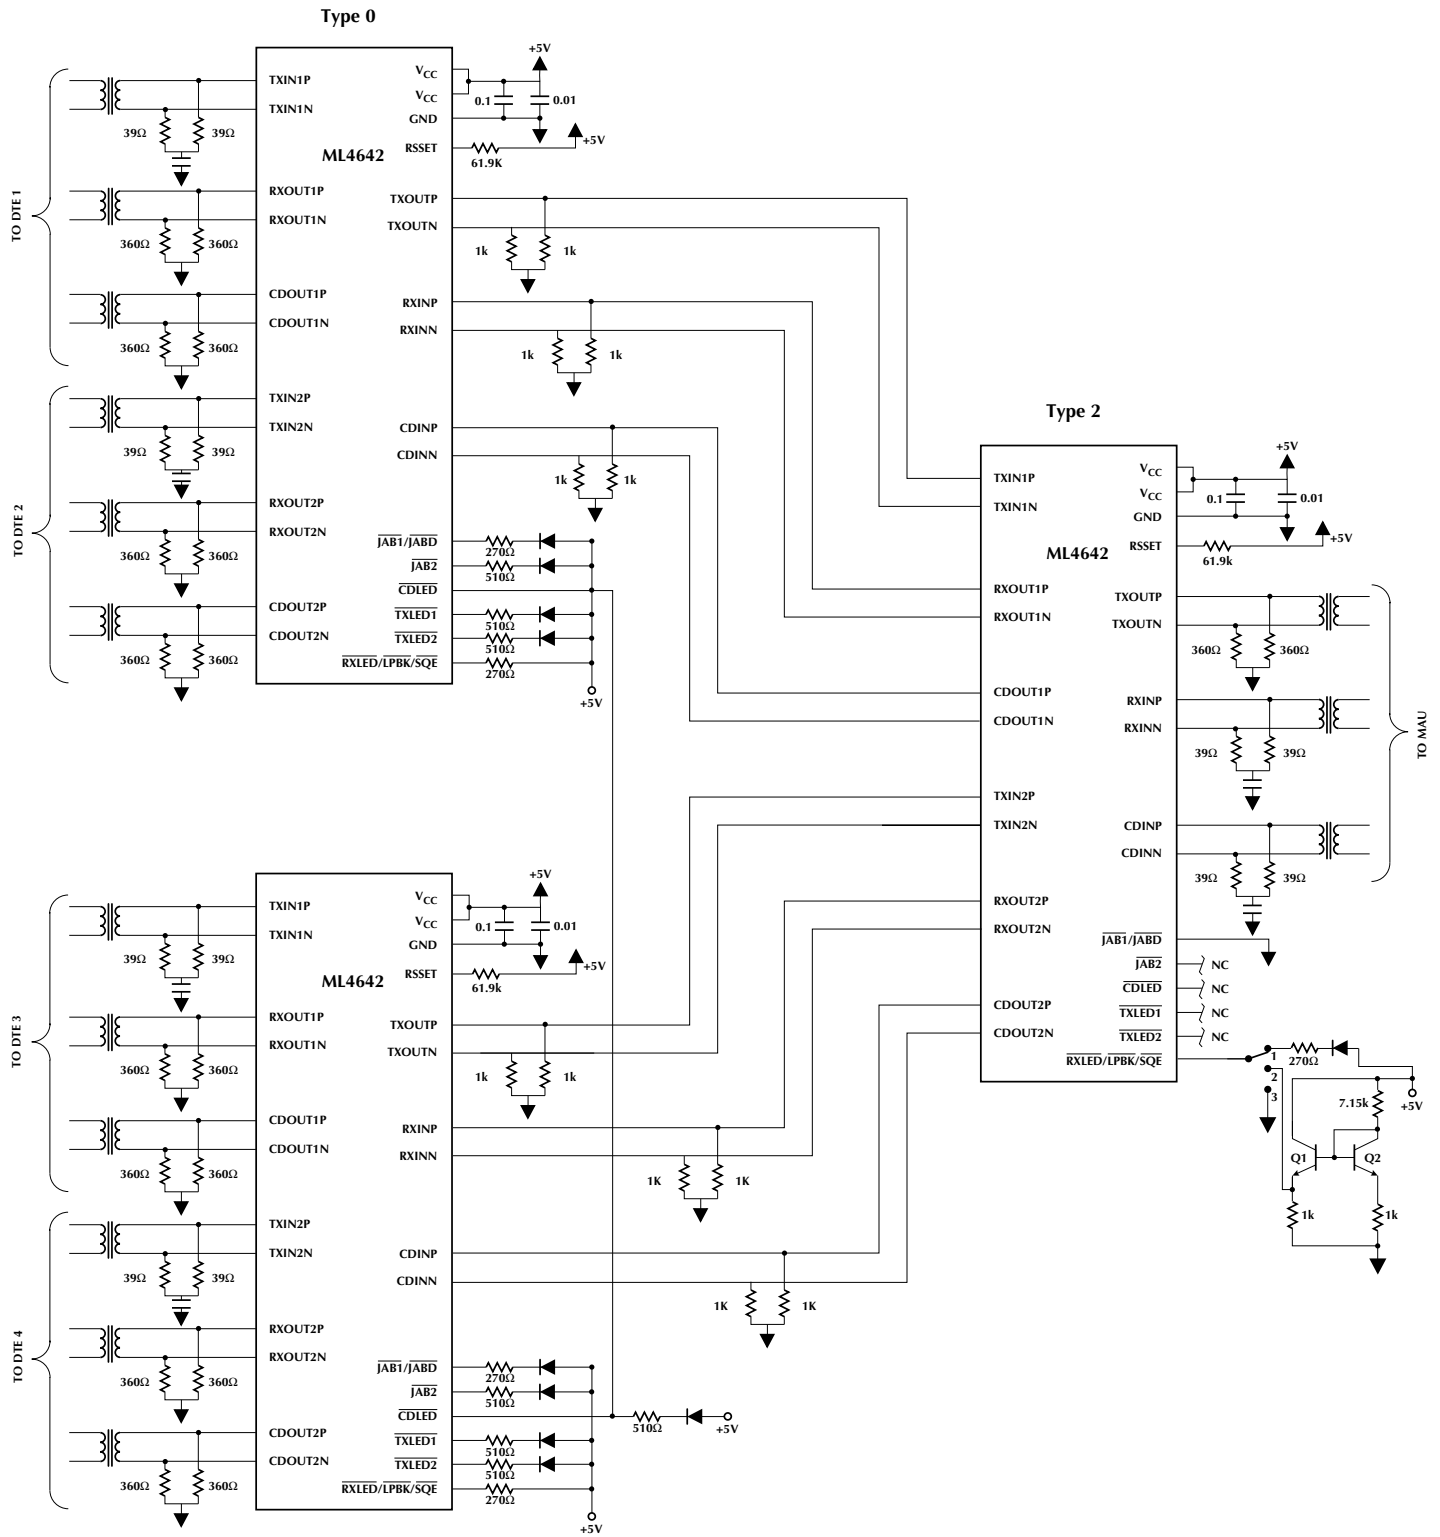 Type 0
TO DTE 1
TXIN1P
TXIN1N
39Ω 39Ω
RXOUT1P
RXOUT1N
360Ω 360Ω
CDOUT1P
CDOUT1N
360Ω 360Ω
TO DTE 2
TXIN2P
TXIN2N
39Ω 39Ω
RXOUT2P
RXOUT2N
360Ω 360Ω
CDOUT2P
CDOUT2N
360Ω 360Ω
ML4642
VCC
VCC
GND
+5V
0.1 0.01
RSSET
61.9K
+5V
TXOUTP
TXOUTN
1k 1k
RXINP
RXINN
1k 1k
CDINP
CDINN
1k 1k
JAB1/JABD
270Ω
JAB2
510Ω
CDLED
TXLED1
510Ω
TXLED2
510Ω
RXLED/LPBK/SQE
270Ω
+5V
TO DTE 3
TXIN1P
TXIN1N
39Ω 39Ω
RXOUT1P
RXOUT1N
360Ω 360Ω
CDOUT1P
CDOUT1N
360Ω 360Ω
TO DTE 4
TXIN2P
TXIN2N
39Ω 39Ω
RXOUT2P
RXOUT2N
360Ω 360Ω
CDOUT2P
CDOUT2N
360Ω 360Ω
ML4642
VCC
VCC
GND
+5V
0.1 0.01
RSSET
61.9k
+5V
TXOUTP
TXOUTN
1k 1k
RXINP
RXINN
1K 1K
CDINP
CDINN
1K 1K
JAB1/JABD
270Ω
JAB2
510Ω
CDLED
510Ω
+5V
TXLED1
510Ω
TXLED2
510Ω
RXLED/LPBK/SQE
270Ω
+5V
Type 2
TXIN1P
TXIN1N
RXOUT1P
RXOUT1N
CDOUT1P
CDOUT1N
TXIN2P
TXIN2N
RXOUT2P
RXOUT2N
CDOUT2P
CDOUT2N
ML4642
VCC
VCC
GND
+5V
0.1 0.01
RSSET
61.9k
+5V
TXOUTP
TXOUTN
360Ω 360Ω
RXINP
RXINN
39Ω 39Ω
CDINP
CDINN
39Ω 39Ω
TO MAU
JAB1/JABD
JAB2 NC
CDLED NC
TXLED1 NC
TXLED2 NC
RXLED/LPBK/SQE
1
270Ω
2
3
7.15k
+5V
Q1 Q2
1k 1k